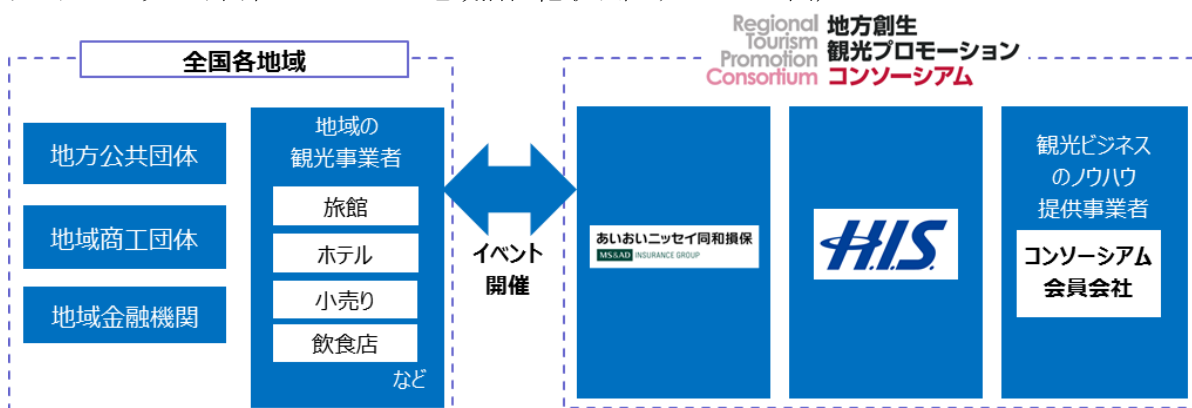 全国各地域
地方公共団体
地域商工団体
地域金融機関
地域の
観光事業者
旅館
ホテル
小売り
飲食店
など
イベント
開催
Regional
Tourism
Promotion
Consortium
地方創生
観光プロモーション
コンソーシアム
あいおいニッセイ同和損保
MS&AD INSURANCE GROUP
H.I.S.
観光ビジネス
のノウハウ
提供事業者
コンソーシアム
会員会社